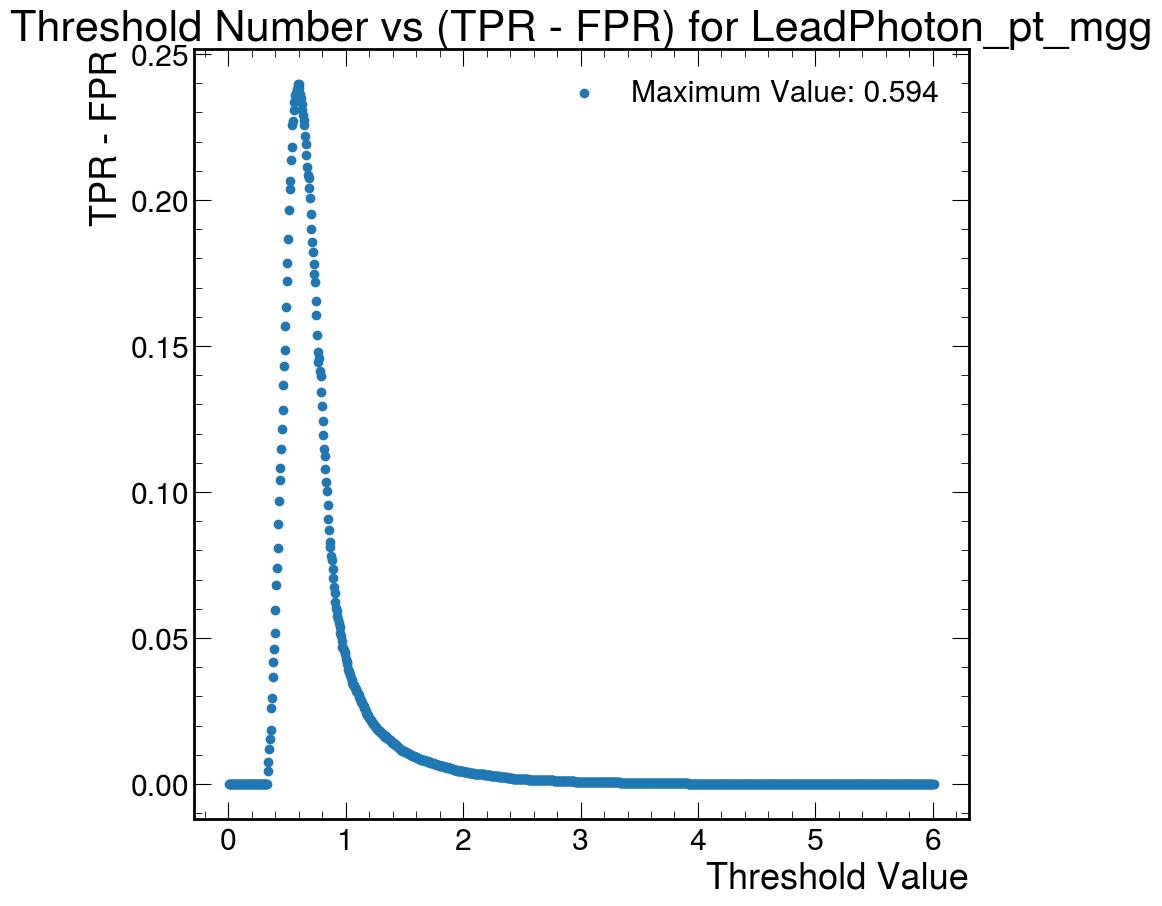 Threshold Number vs (TPR - FPR) for LeadPhoton_pt_mgg
TPR - FPR
Maximum Value: 0.594
0.25
0.20
0.15
0.10
0.05
0.00
0 1 2 3 4 5 6
Threshold Value